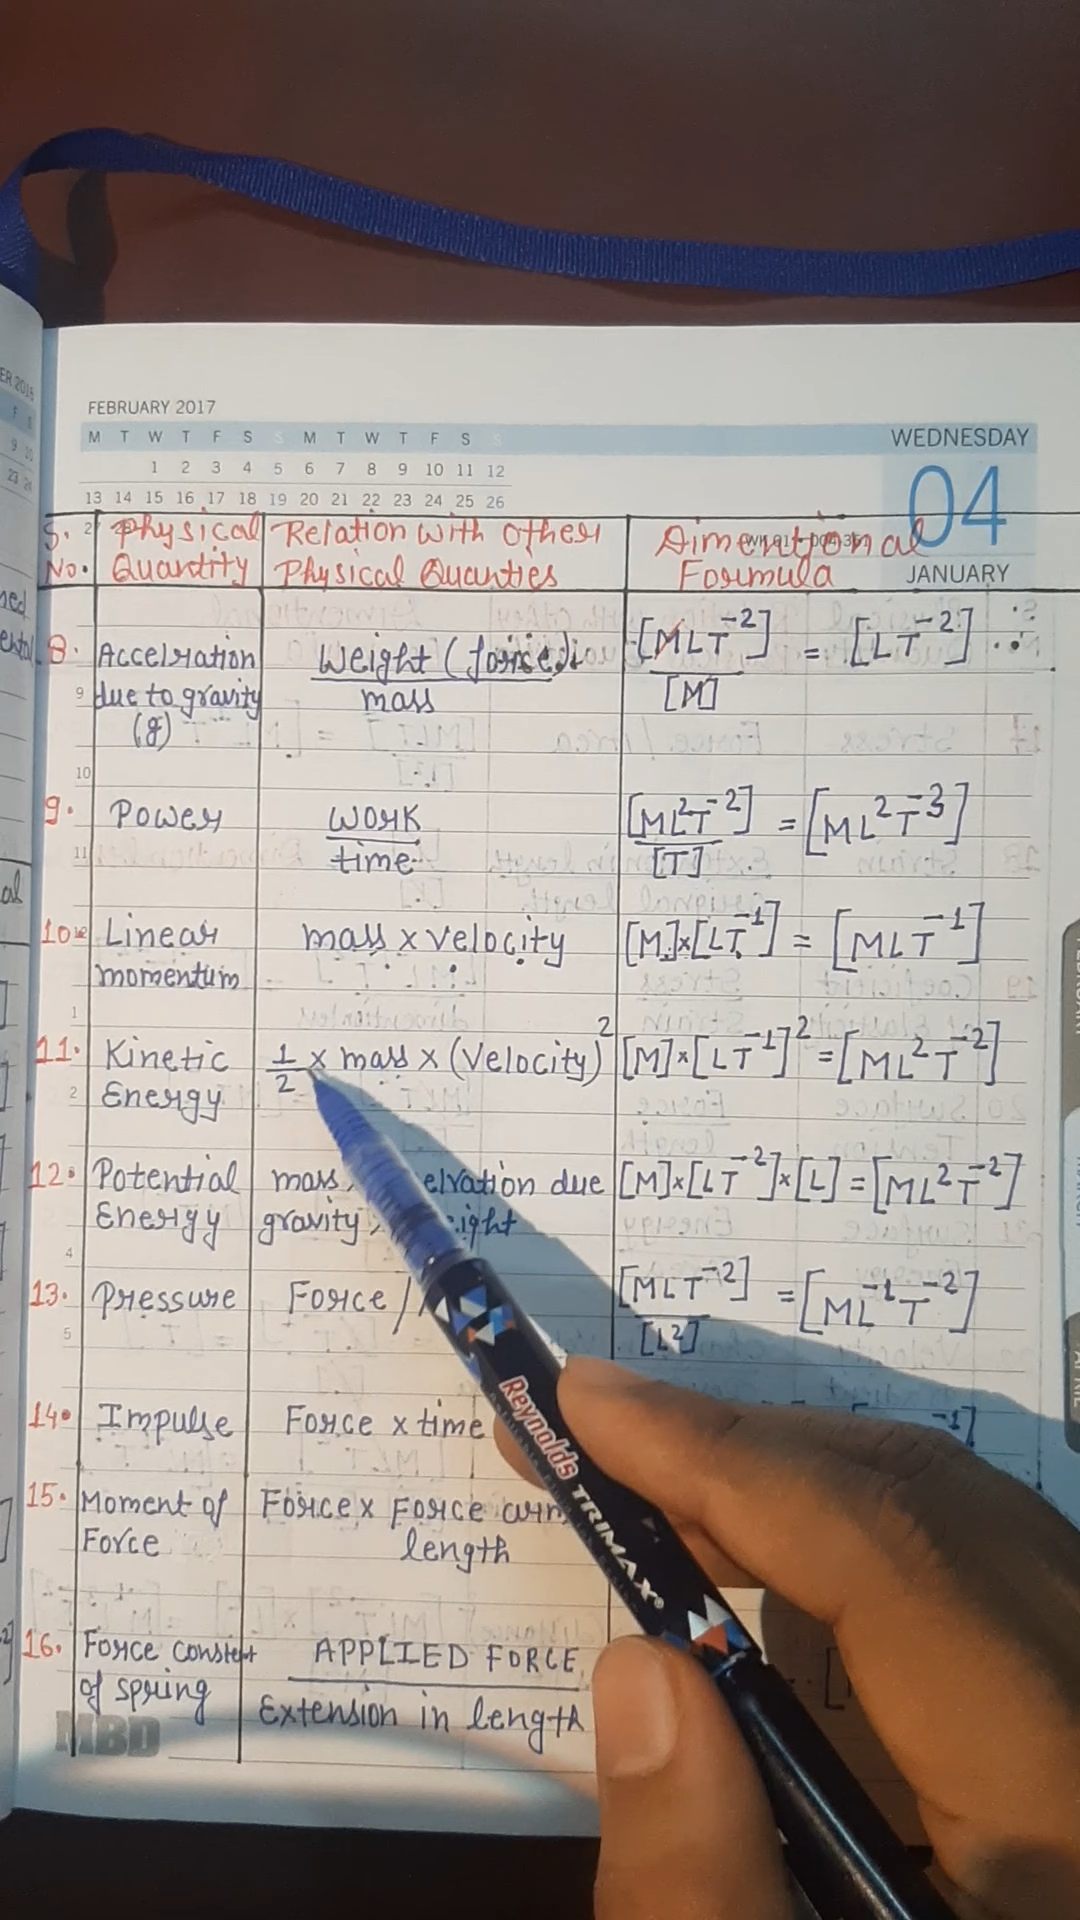 FEBRUARY 2017
M T W T F S S M T W T F S S
1 2 3 4 5 6 7 8 9 10 11 12
13 14 15 16 17 18 19 20 21 22 23 24 25 26
WEDNESDAY
04
JANUARY
S. No. Physical Quantity Relation with other Physical Quanties Dimentional Formula
8. Accelration due to gravity (g) Weight (force) / mass [MLT⁻²] / [M] = [LT⁻²]
9. Power Work / time [ML²T⁻²] / [T] = [ML²T⁻³]
10. Linear momentum mass x velocity [M]x[LT⁻¹] = [MLT⁻¹]
11. Kinetic Energy 1/2 x mass x (Velocity)² [M]x[LT⁻¹]² = [ML²T⁻²]
12. Potential Energy mass due gravity [M]x[LT⁻²]x[L] = [ML²T⁻²]
13. Pressure Force / [MLT⁻²] / [L²] = [ML⁻¹T⁻²]
14. Impulse Force x time ⁻¹]
15. Moment of Force Force x Force arm length
16. Force constant of spring APPLIED FORCE / Extension in length
MBD
Reynolds TRIMAX